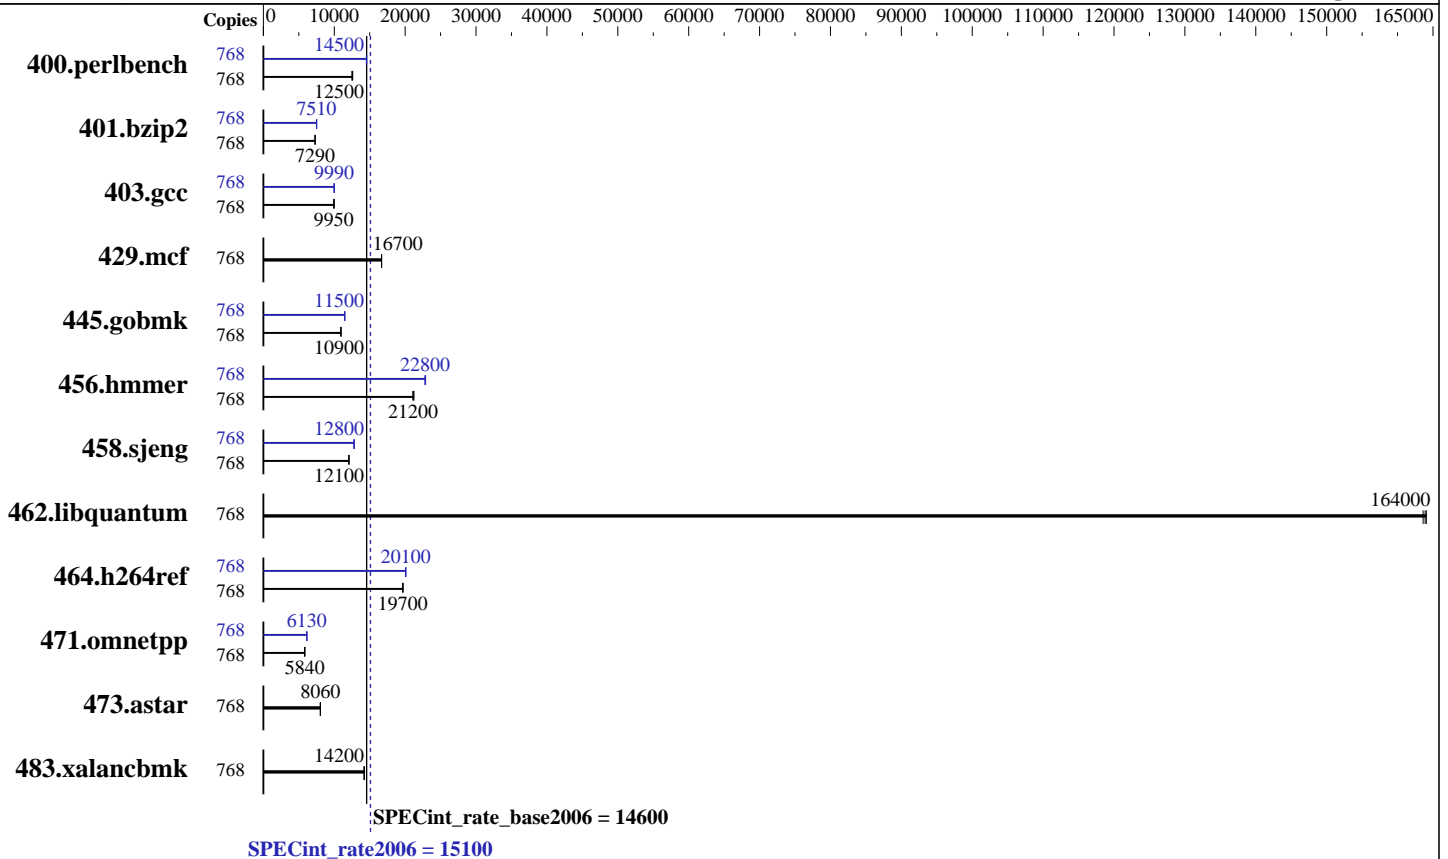 Copies 0 10000 20000 30000 40000 50000 60000 70000 80000 90000 100000 110000 120000 130000 140000 150000 165000
400.perlbench 768 14500
768 12500
401.bzip2 768 7510
768 7290
403.gcc 768 9990
768 9950
429.mcf 768 16700
445.gobmk 768 11500
768 10900
456.hmmer 768 22800
768 21200
458.sjeng 768 12800
768 12100
462.libquantum 768 164000
464.h264ref 768 20100
768 19700
471.omnetpp 768 6130
768 5840
473.astar 768 8060
483.xalancbmk 768 14200
SPECint_rate_base2006 = 14600
SPECint_rate2006 = 15100